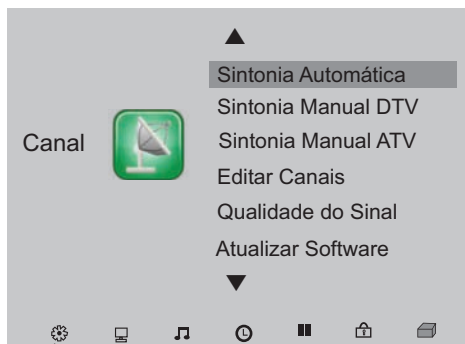 Sintonia Automática
Sintonia Manual DTV
Canal
Sintonia Manual ATV
Editar Canais
Qualidade do Sinal
Atualizar Software